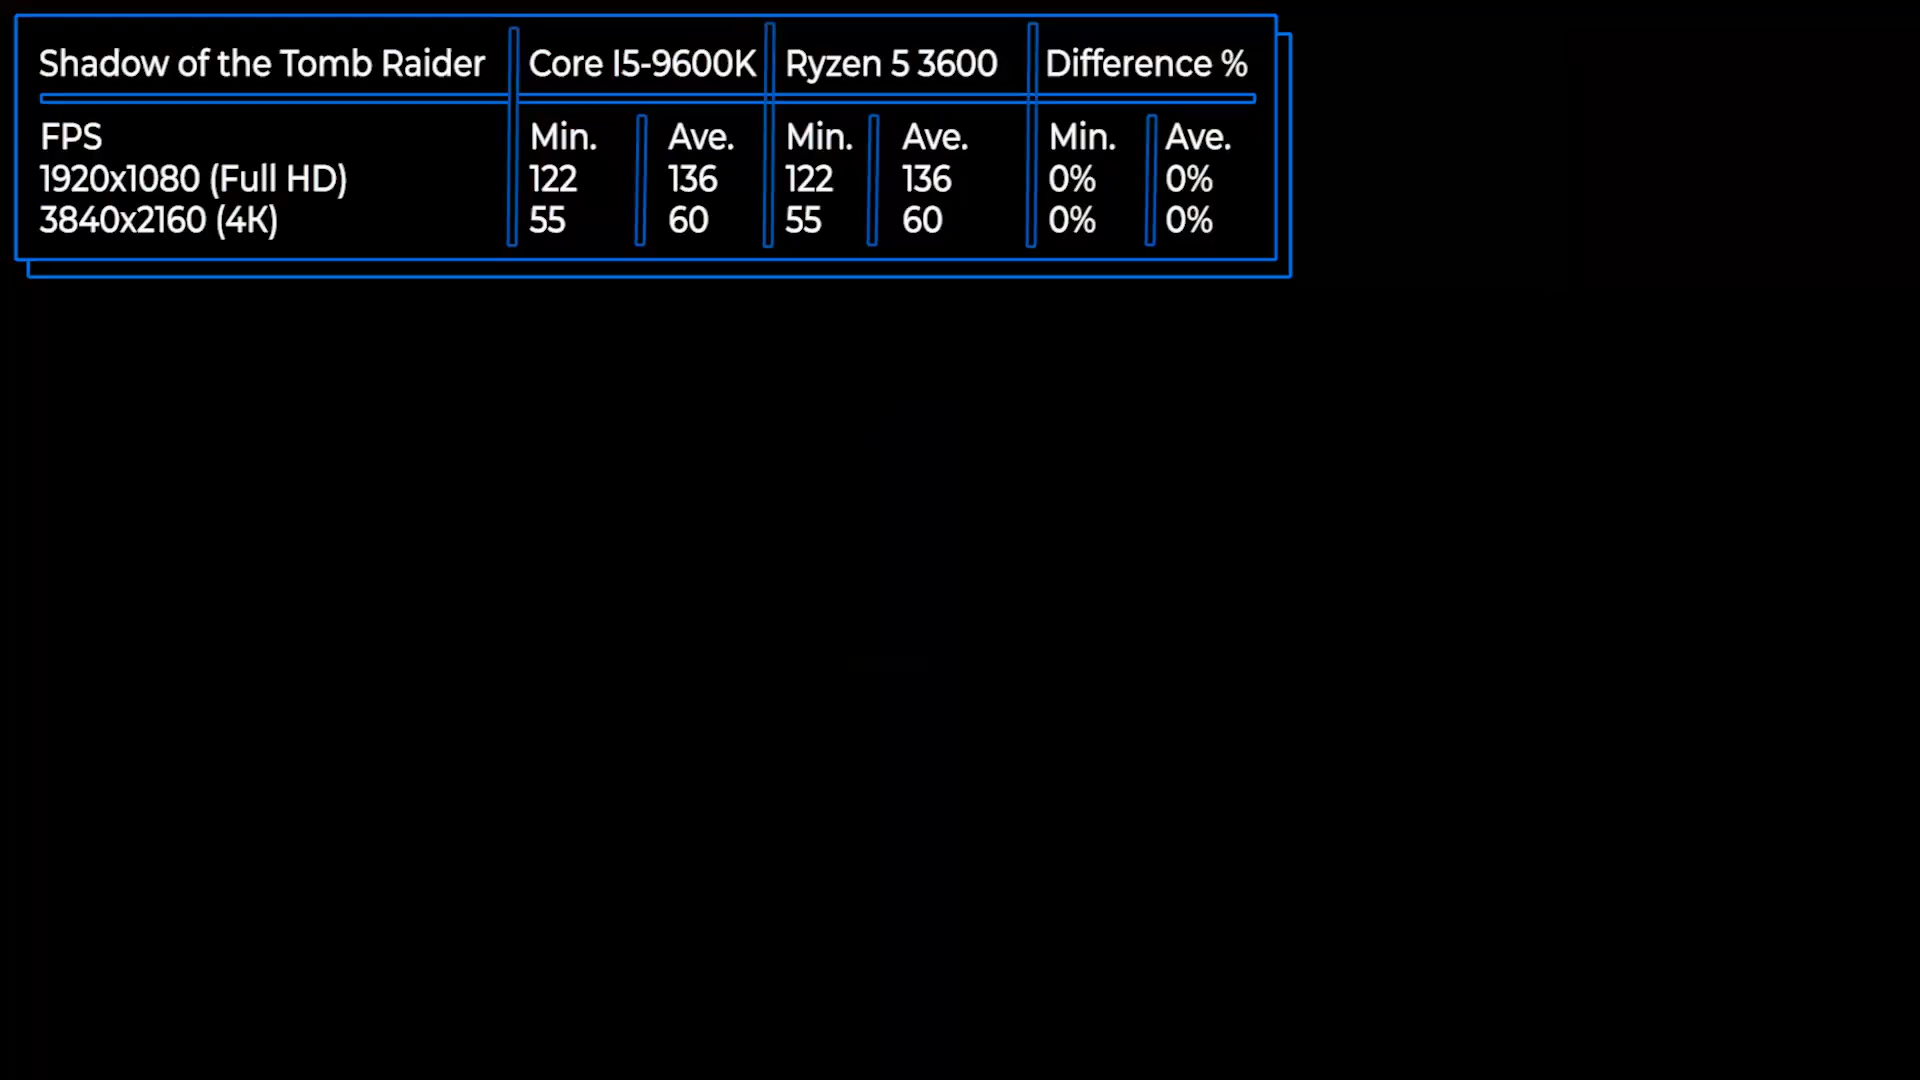 Shadow of the Tomb Raider Core I5-9600K Ryzen 5 3600 Difference %
FPS Min. Ave. Min. Ave. Min. Ave.
1920x1080 (Full HD) 122 136 122 136 0% 0%
3840x2160 (4K) 55 60 55 60 0% 0%